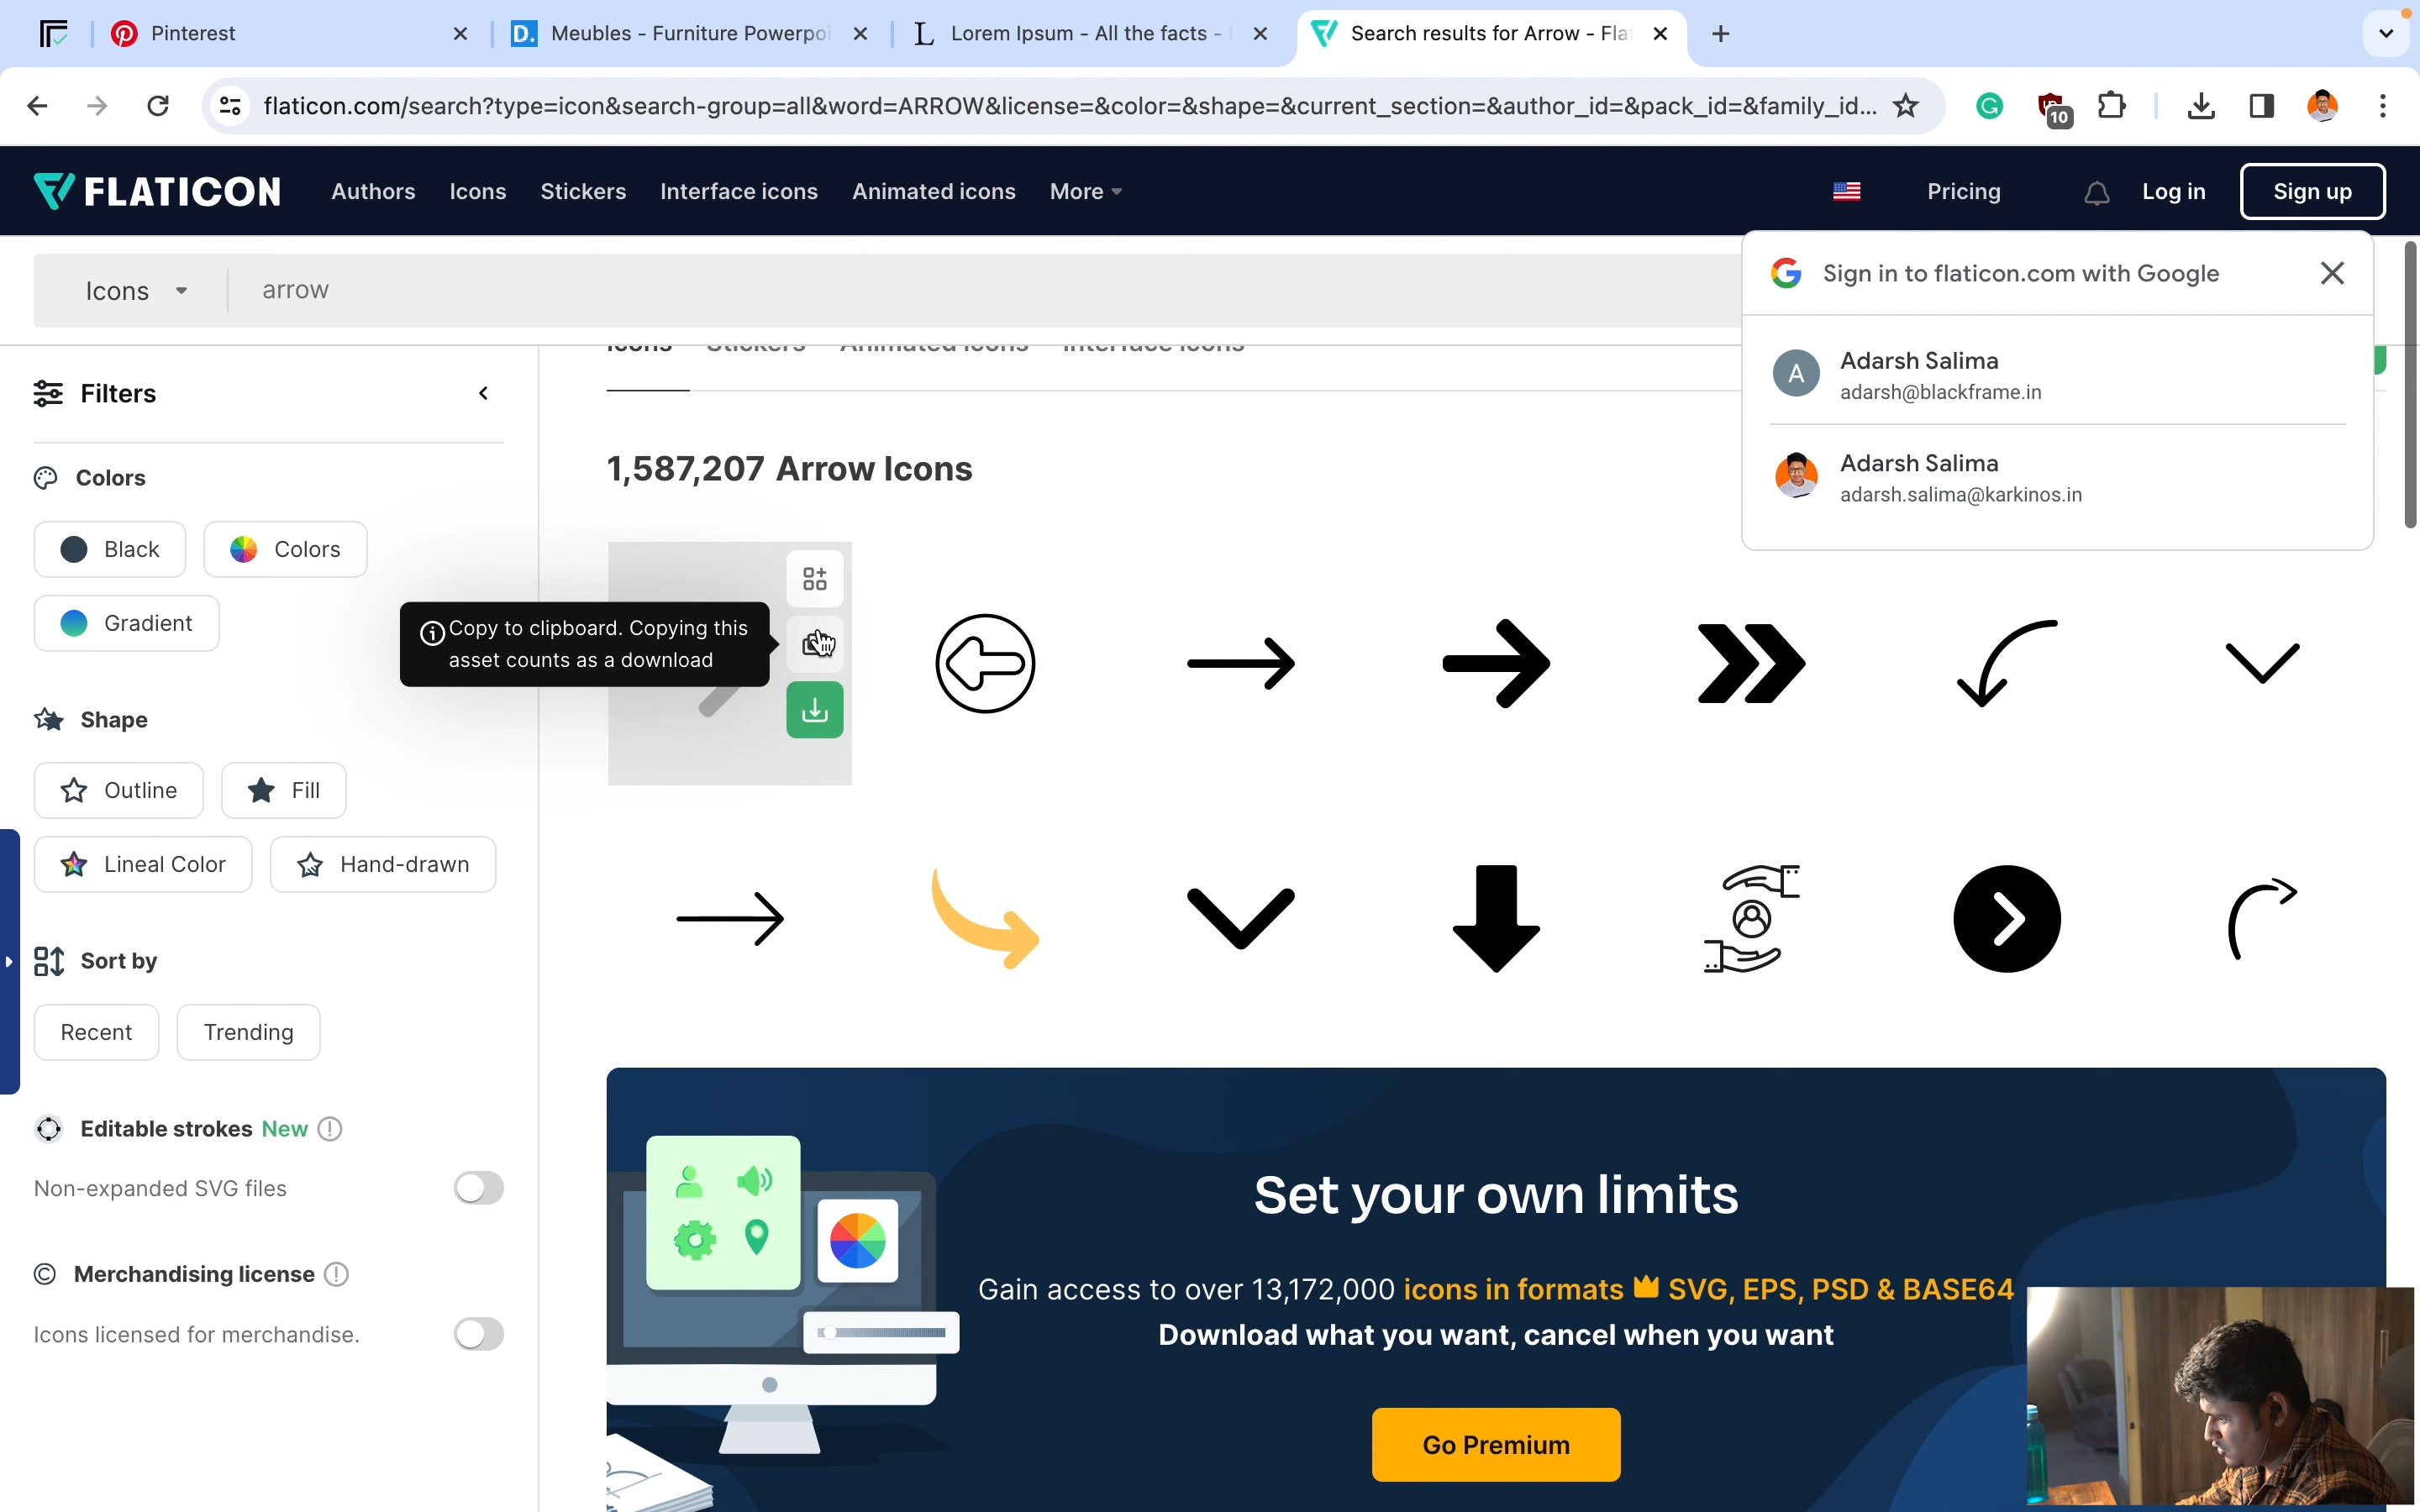 Pinterest
D. Meubles - Furniture Powerpoi
L Lorem Ipsum - All the facts -
Search results for Arrow - Fla
flaticon.com/search?type=icon&search-group=all&word=ARROW&license=&color=&shape=&current_section=&author_id=&pack_id=&family_id...
10
FLATICON
Authors
Icons
Stickers
Interface icons
Animated icons
More
Pricing
Log in
Sign up
Icons
arrow
Sign in to flaticon.com with Google
A
Adarsh Salima
adarsh@blackframe.in
Adarsh Salima
adarsh.salima@karkinos.in
Icons Stickers Animated icons Interface icons
Filters
1,587,207 Arrow Icons
Colors
Black
Colors
Gradient
Copy to clipboard. Copying this
asset counts as a download
Shape
Outline
Fill
Lineal Color
Hand-drawn
Sort by
Recent
Trending
Editable strokes New
Non-expanded SVG files
Merchandising license
Icons licensed for merchandise.
Set your own limits
Gain access to over 13,172,000 icons in formats SVG, EPS, PSD & BASE64
Download what you want, cancel when you want
Go Premium